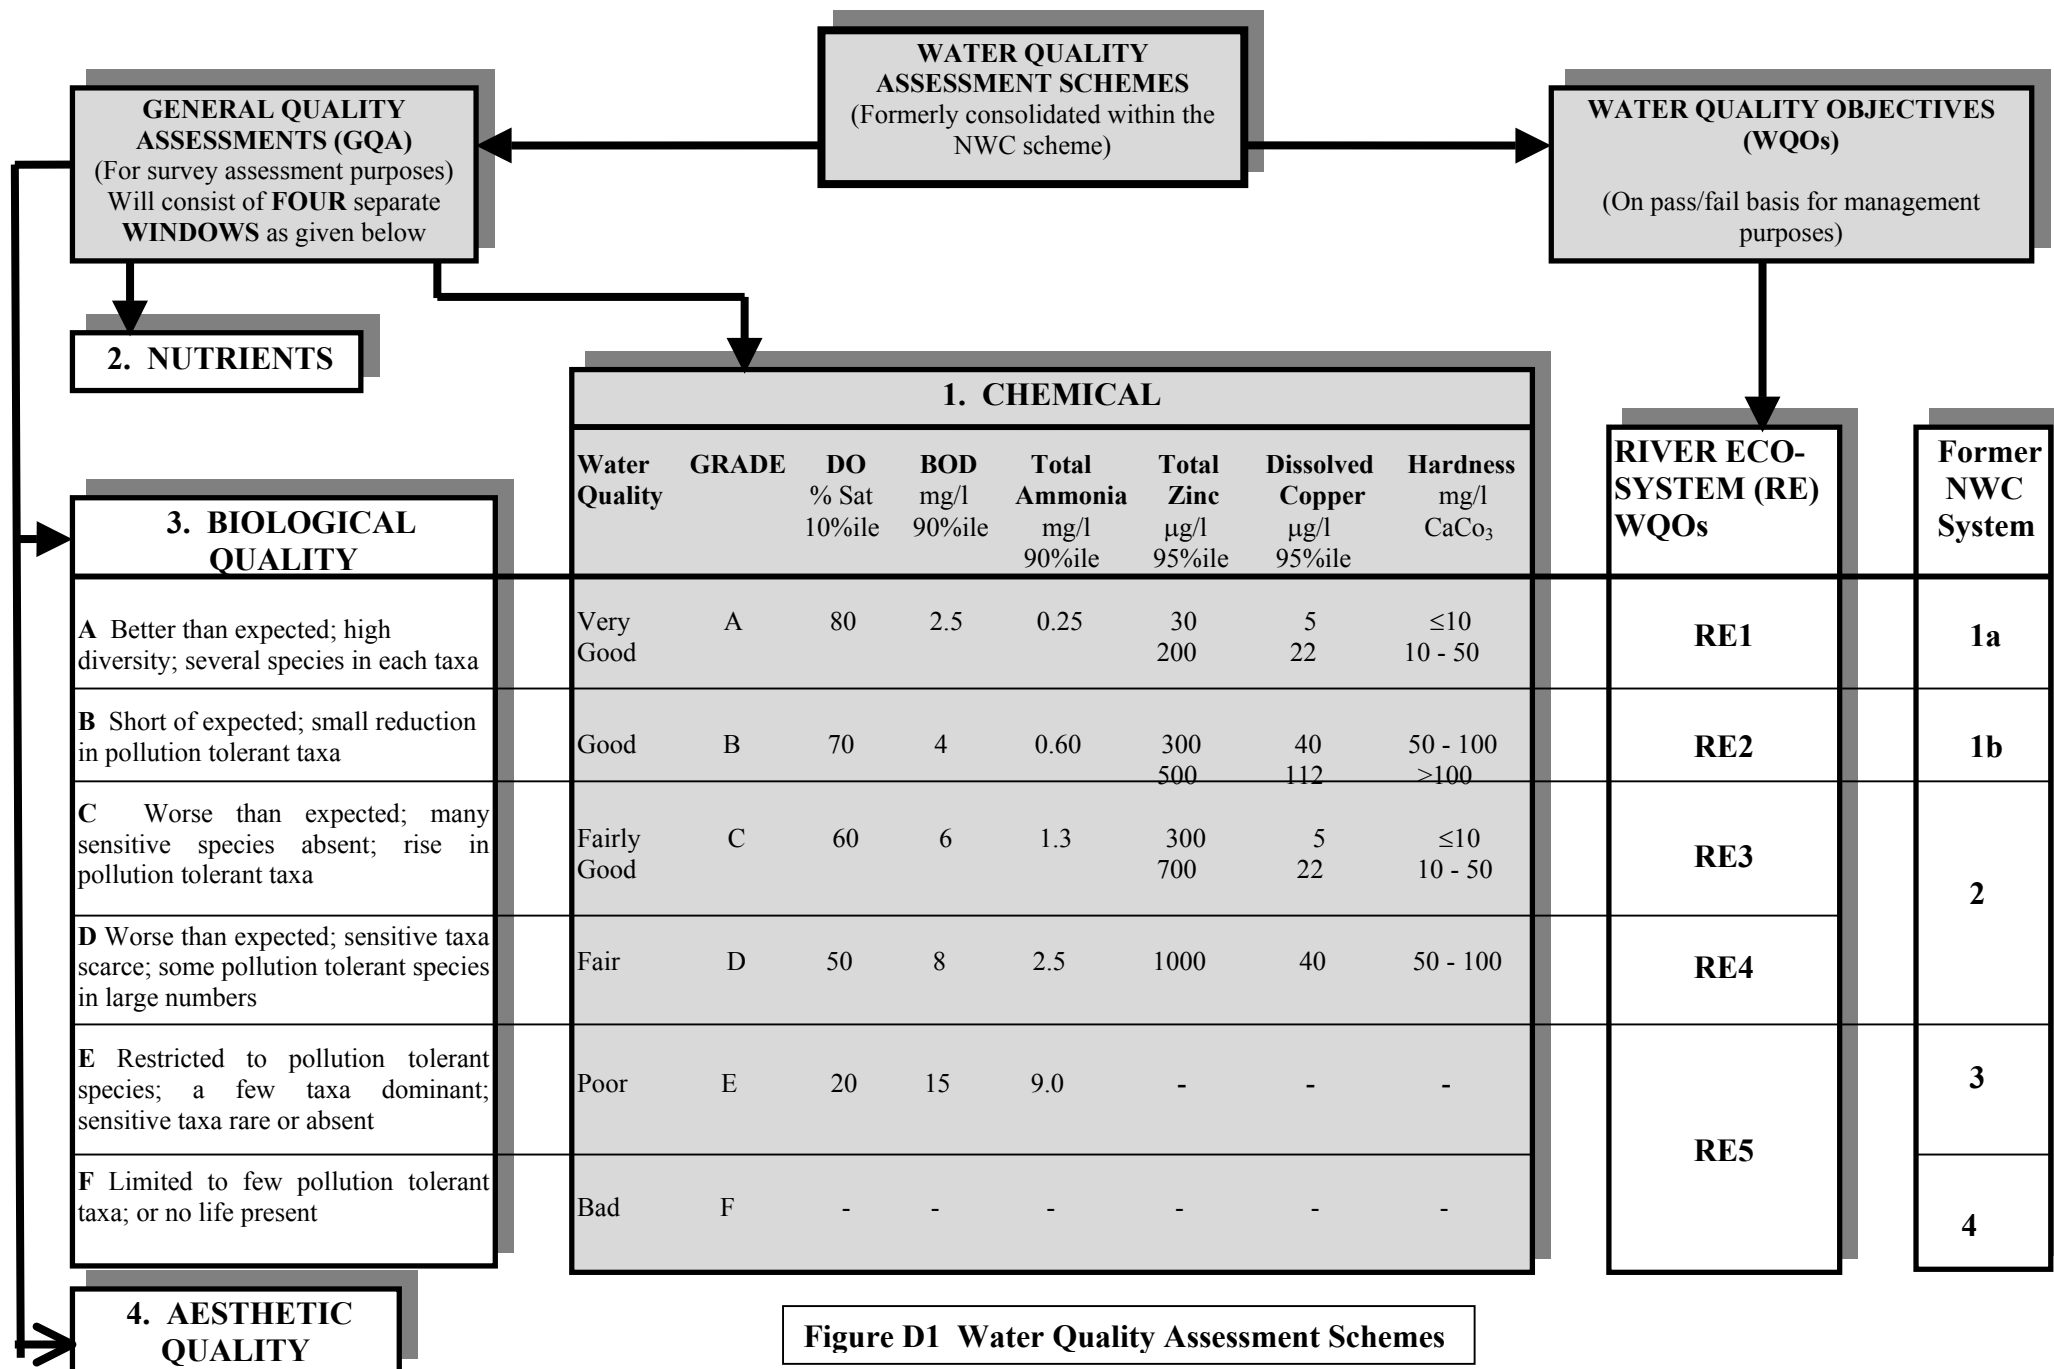 WATER QUALITY
ASSESSMENT SCHEMES
(Formerly consolidated within the
NWC scheme)
GENERAL QUALITY
ASSESSMENTS (GQA)
(For survey assessment purposes)
Will consist of FOUR separate
WINDOWS as given below
WATER QUALITY OBJECTIVES
(WQOs)
(On pass/fail basis for management
purposes)
2. NUTRIENTS
3. BIOLOGICAL
QUALITY
A Better than expected; high
diversity; several species in each taxa
B Short of expected; small reduction
in pollution tolerant taxa
C Worse than expected; many
sensitive species absent; rise in
pollution tolerant taxa
D Worse than expected; sensitive taxa
scarce; some pollution tolerant species
in large numbers
E Restricted to pollution tolerant
species; a few taxa dominant;
sensitive taxa rare or absent
F Limited to few pollution tolerant
taxa; or no life present
4. AESTHETIC
QUALITY
1. CHEMICAL
Water GRADE DO BOD Total Total Dissolved Hardness
Quality % Sat mg/l Ammonia Zinc Copper mg/l
10%ile 90%ile mg/l µg/l µg/l CaCo₃
90%ile 95%ile 95%ile
Very A 80 2.5 0.25 30 5 ≤10
Good 200 22 10 - 50
Good B 70 4 0.60 300 40 50 - 100
500 112 >100
Fairly C 60 6 1.3 300 5 ≤10
Good 700 22 10 - 50
Fair D 50 8 2.5 1000 40 50 - 100
Poor E 20 15 9.0 - - -
Bad F - - - - - -
RIVER ECO-
SYSTEM (RE)
WQOs
RE1
RE2
RE3
RE4
RE5
Former
NWC
System
1a
1b
2
3
4
Figure D1 Water Quality Assessment Schemes